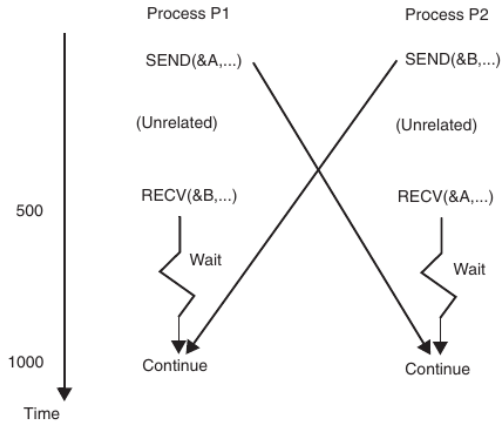 Process P1 Process P2
SEND(&A,...) SEND(&B,...)
(Unrelated) (Unrelated)
RECV(&B,...) RECV(&A,...)
500
Wait Wait
1000
Continue Continue
Time